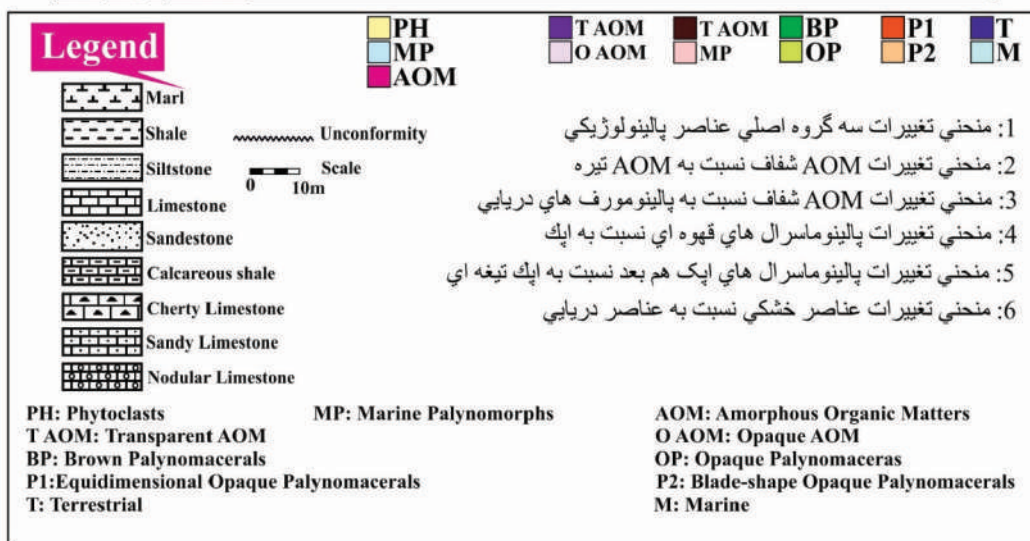 Legend
PH T AOM T AOM BP P1 T
MP O AOM MP OP P2 M
AOM
Marl
Shale
Unconformity
Siltstone
Scale
0 10m
Limestone
Sandestone
Calcareous shale
Cherty Limestone
Sandy Limestone
Nodular Limestone
1: منحني تغييرات سه گروه اصلي عناصر پالينولوژيكي
2: منحني تغييرات AOM شفاف نسبت به AOM تيره
3: منحني تغييرات AOM شفاف نسبت به پالينومورف هاي دريايي
4: منحني تغييرات پالينوماسرال هاي قهوه اي نسبت به اپك
5: منحني تغييرات پالينوماسرال هاي اپک هم بعد نسبت به اپك تيغه اي
6: منحني تغييرات عناصر خشكي نسبت به عناصر دريايي
PH: Phytoclasts MP: Marine Palynomorphs AOM: Amorphous Organic Matters
T AOM: Transparent AOM O AOM: Opaque AOM
BP: Brown Palynomacerals OP: Opaque Palynomaceras
P1:Equidimensional Opaque Palynomacerals P2: Blade-shape Opaque Palynomacerals
T: Terrestrial M: Marine